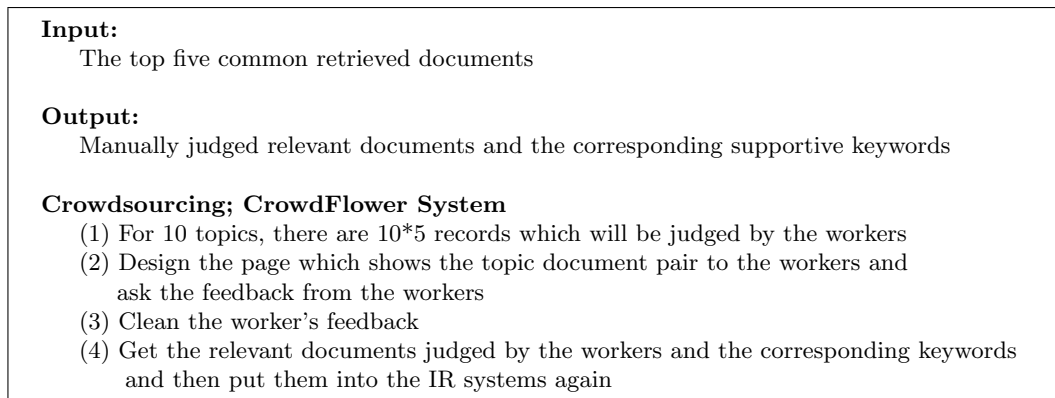 Input:
The top five common retrieved documents
Output:
Manually judged relevant documents and the corresponding supportive keywords
Crowdsourcing; CrowdFlower System
(1) For 10 topics, there are 10*5 records which will be judged by the workers
(2) Design the page which shows the topic document pair to the workers and
ask the feedback from the workers
(3) Clean the worker's feedback
(4) Get the relevant documents judged by the workers and the corresponding keywords
and then put them into the IR systems again